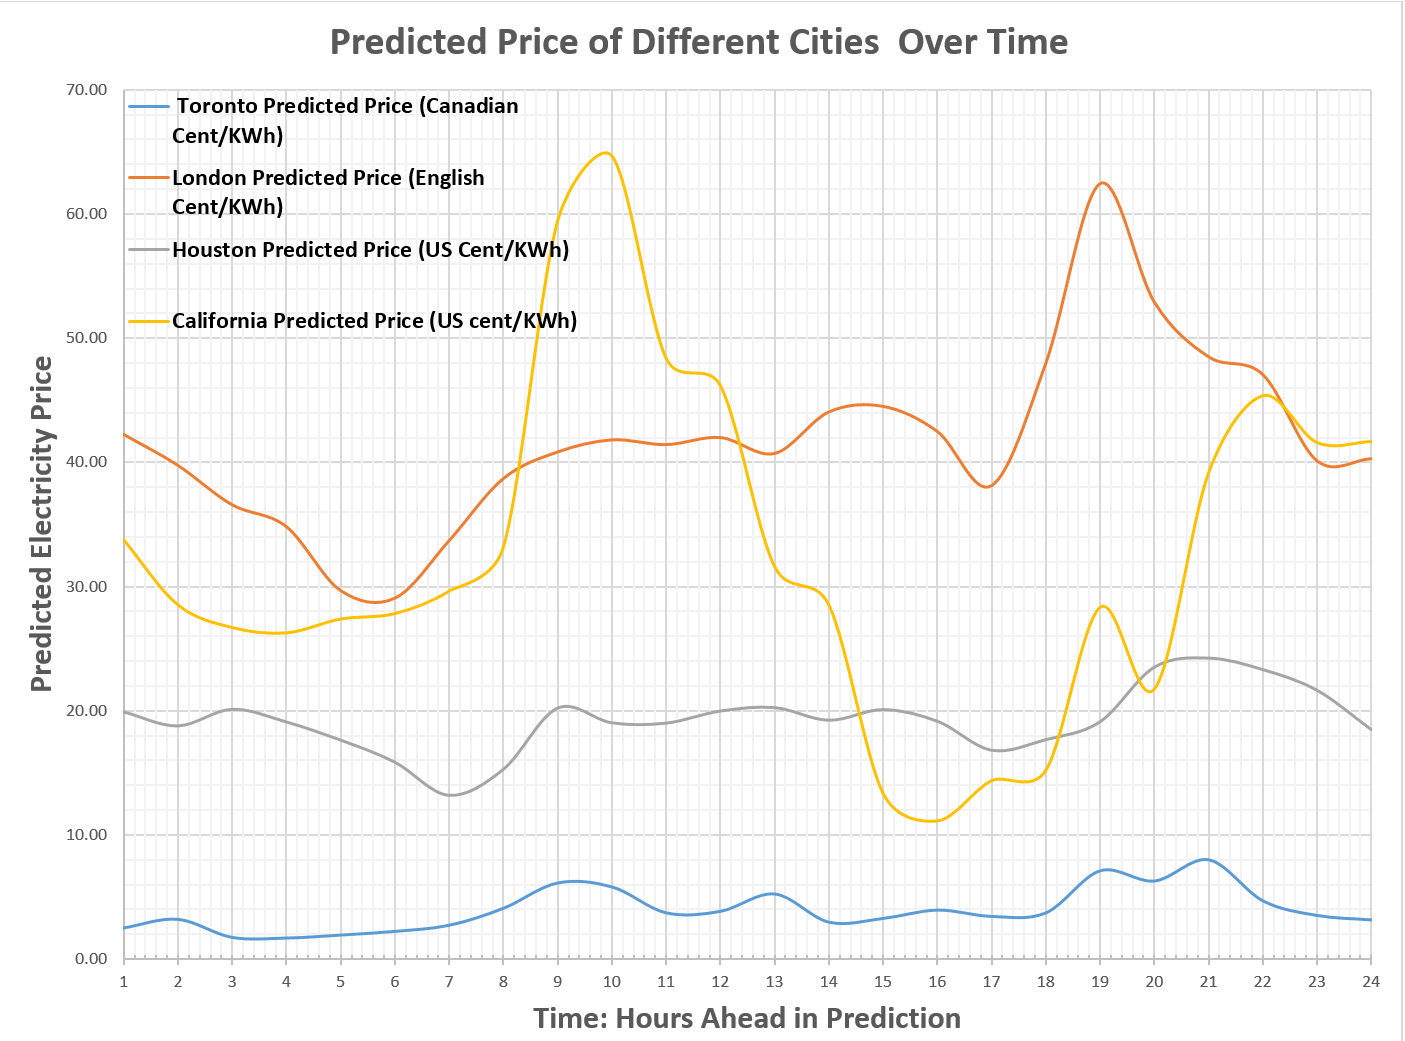 Predicted Price of Different Cities  Over Time
70.00
Toronto Predicted Price (Canadian
Cent/KWh)
London Predicted Price (English
Cent/KWh)
60.00
Houston Predicted Price (US Cent/KWh)
California Predicted Price (US cent/KWh)
50.00
40.00
30.00
20.00
10.00
0.00
Predicted Electricity Price
1 2 3 4 5 6 7 8 9 10 11 12 13 14 15 16 17 18 19 20 21 22 23 24
Time: Hours Ahead in Prediction